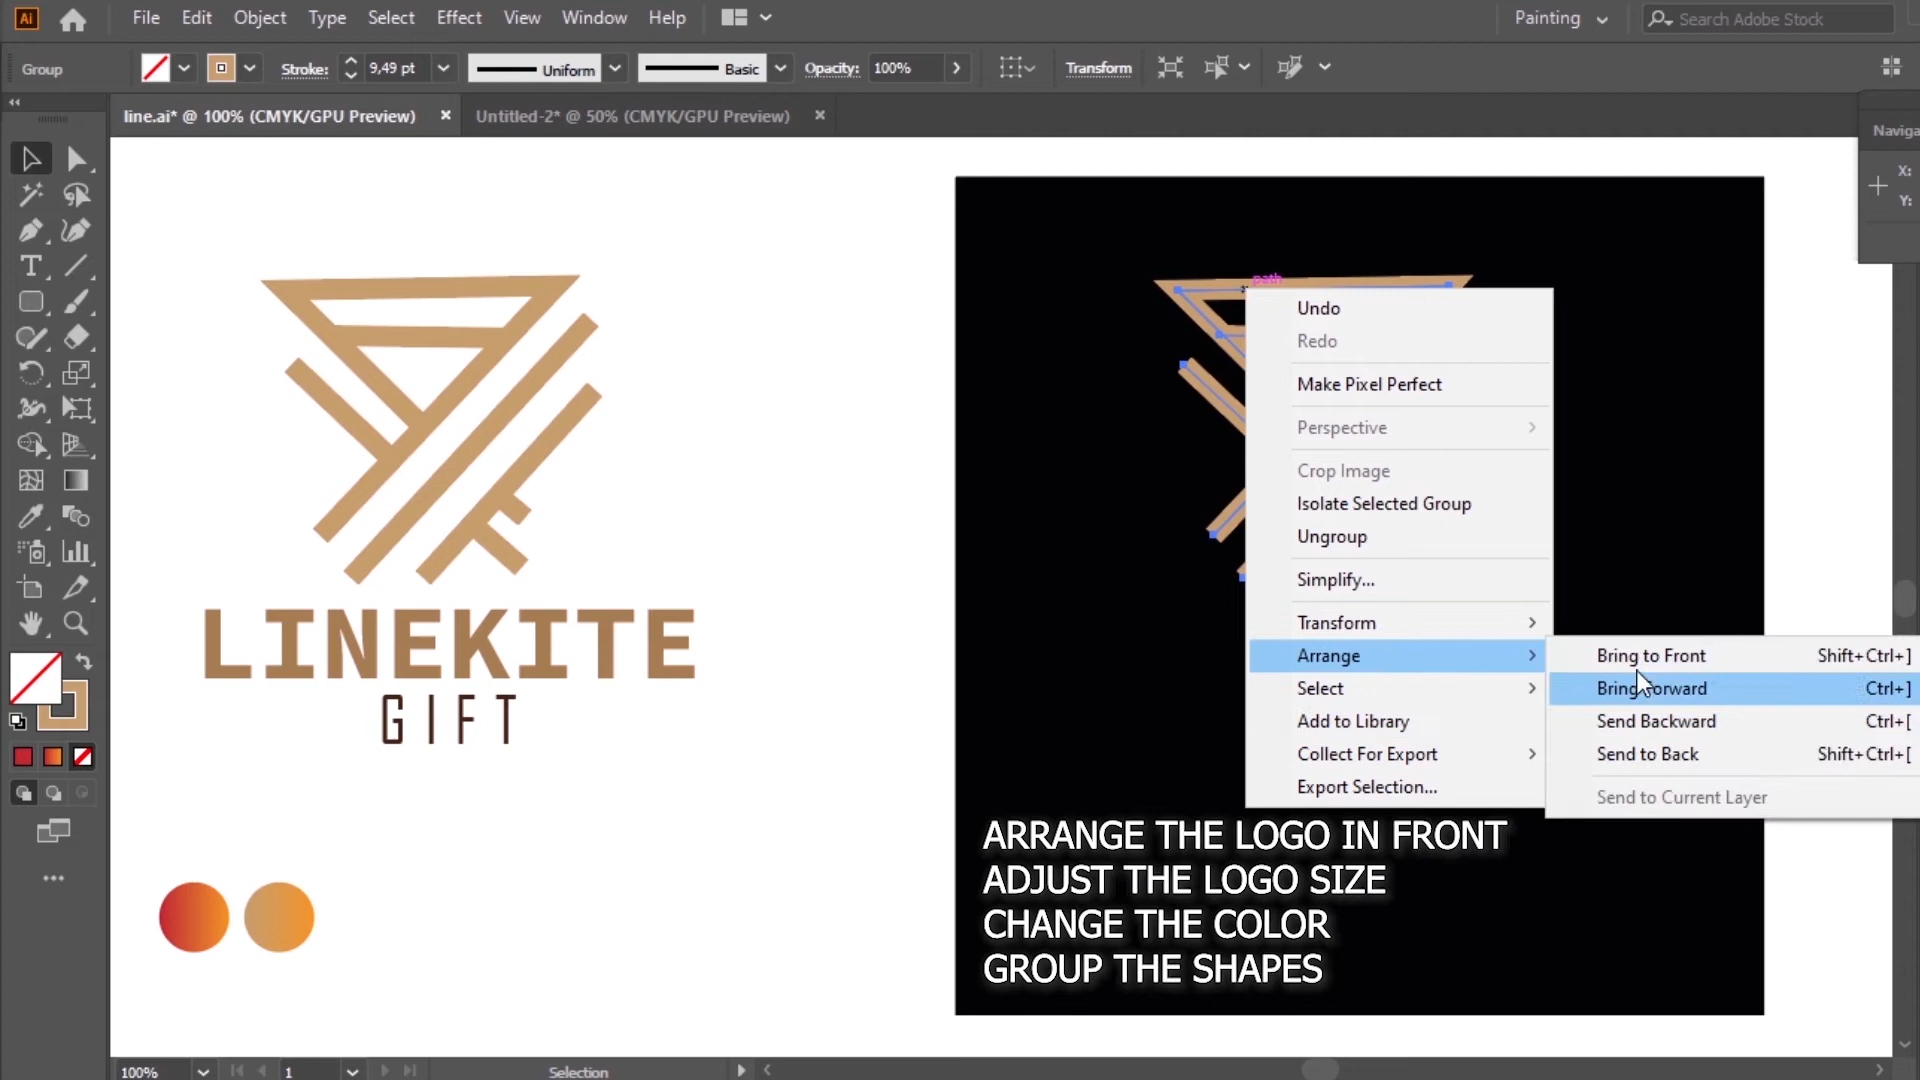 Ai
File Edit Object Type Select Effect View Window Help
Painting
Search Adobe Stock
Group
Stroke: 9,49 pt Uniform Basic Opacity: 100% Transform
line.ai* @ 100% (CMYK/GPU Preview) × Untitled-2* @ 50% (CMYK/GPU Preview) ×
Naviga
X:
Y:
path
Undo
Redo
Make Pixel Perfect
Perspective
Crop Image
Isolate Selected Group
Ungroup
Simplify...
Transform
Arrange
Select
Add to Library
Collect For Export
Export Selection...
Bring to Front Shift+Ctrl+]
Bring Forward Ctrl+]
Send Backward Ctrl+[
Send to Back Shift+Ctrl+[
Send to Current Layer
LINEKITE
GIFT
ARRANGE THE LOGO IN FRONT
ADJUST THE LOGO SIZE
CHANGE THE COLOR
GROUP THE SHAPES
100% 1 Selection